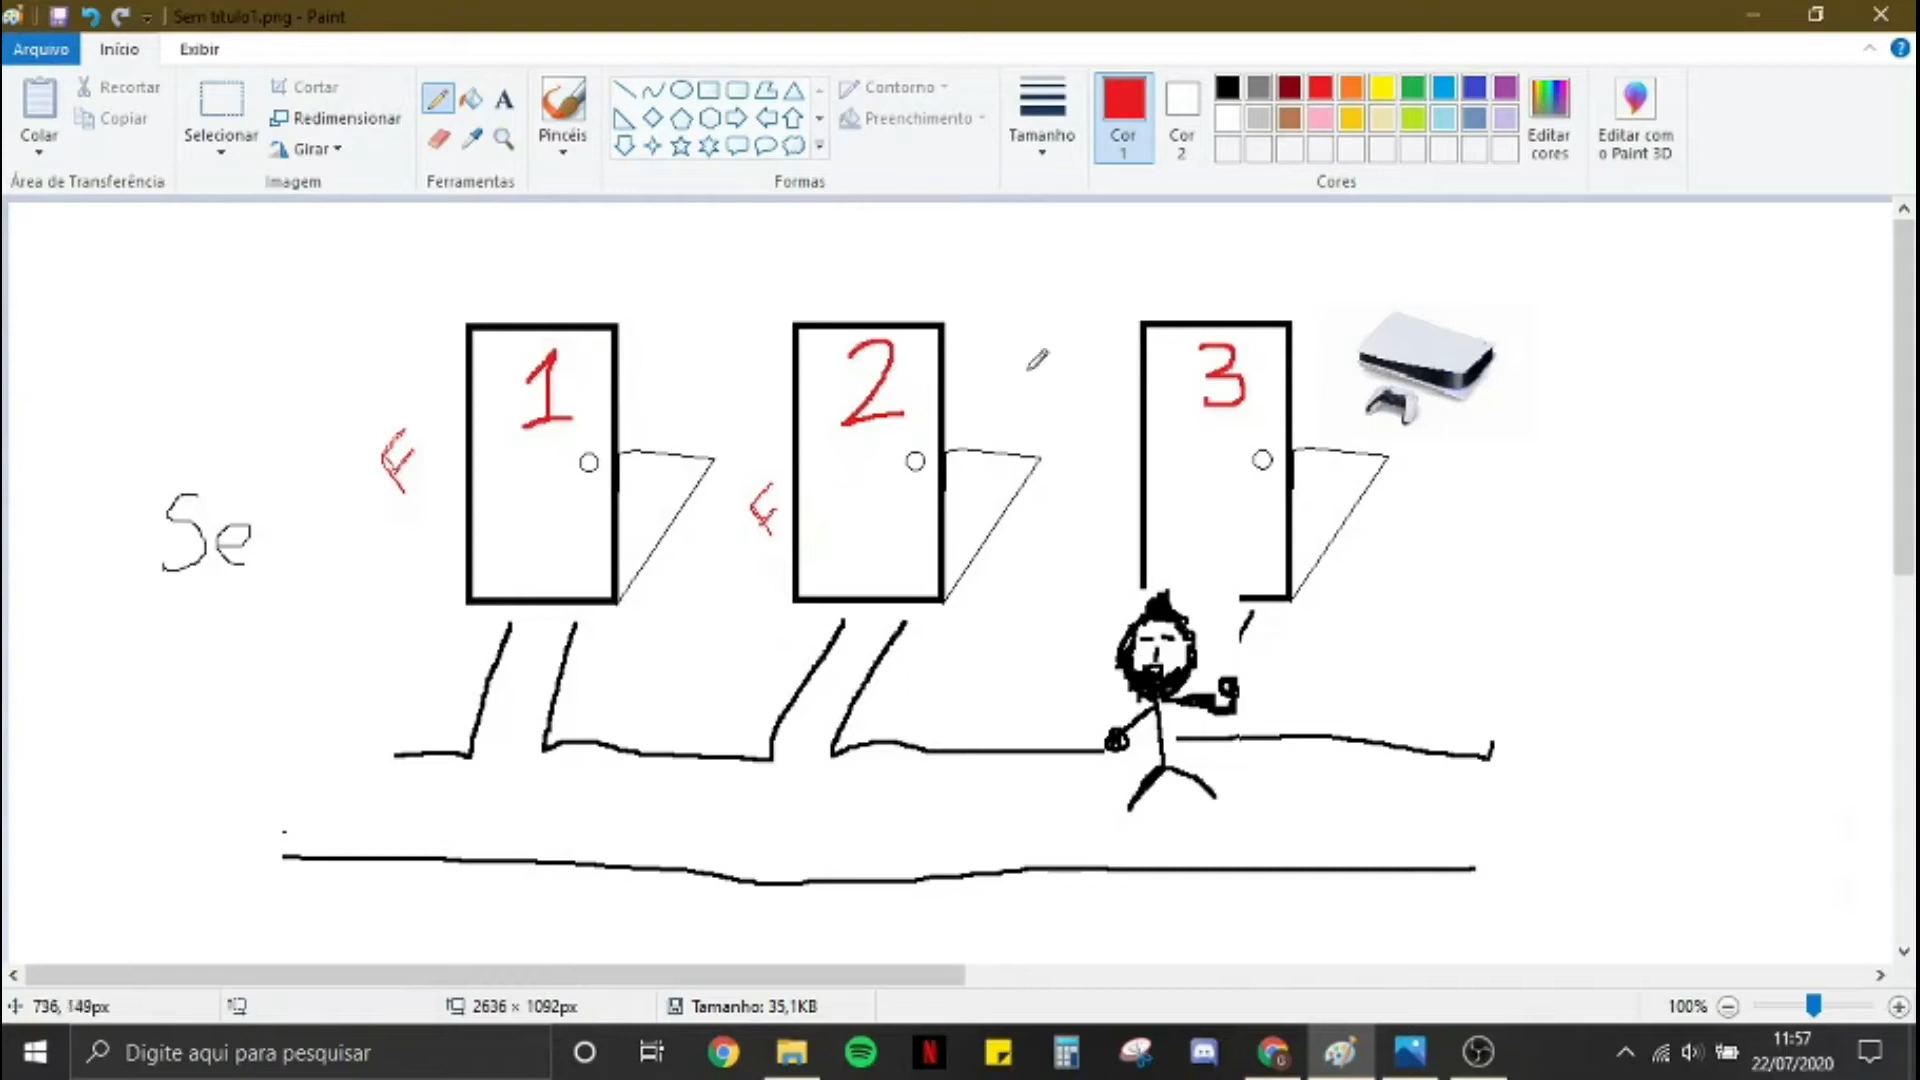 Sem título1.png - Paint
Arquivo
Início
Exibir
Colar
Recortar
Copiar
Área de Transferência
Selecionar
Cortar
Redimensionar
Girar
Imagem
Ferramentas
Pincéis
Formas
Contorno
Preenchimento
Tamanho
Cor
1
Cor
2
Cores
Editar
cores
Editar com
o Paint 3D
1
2
3
F
F
Se
736, 149px
2636 × 1092px
Tamanho: 35,1KB
100%
Digite aqui para pesquisar
11:57
22/07/2020